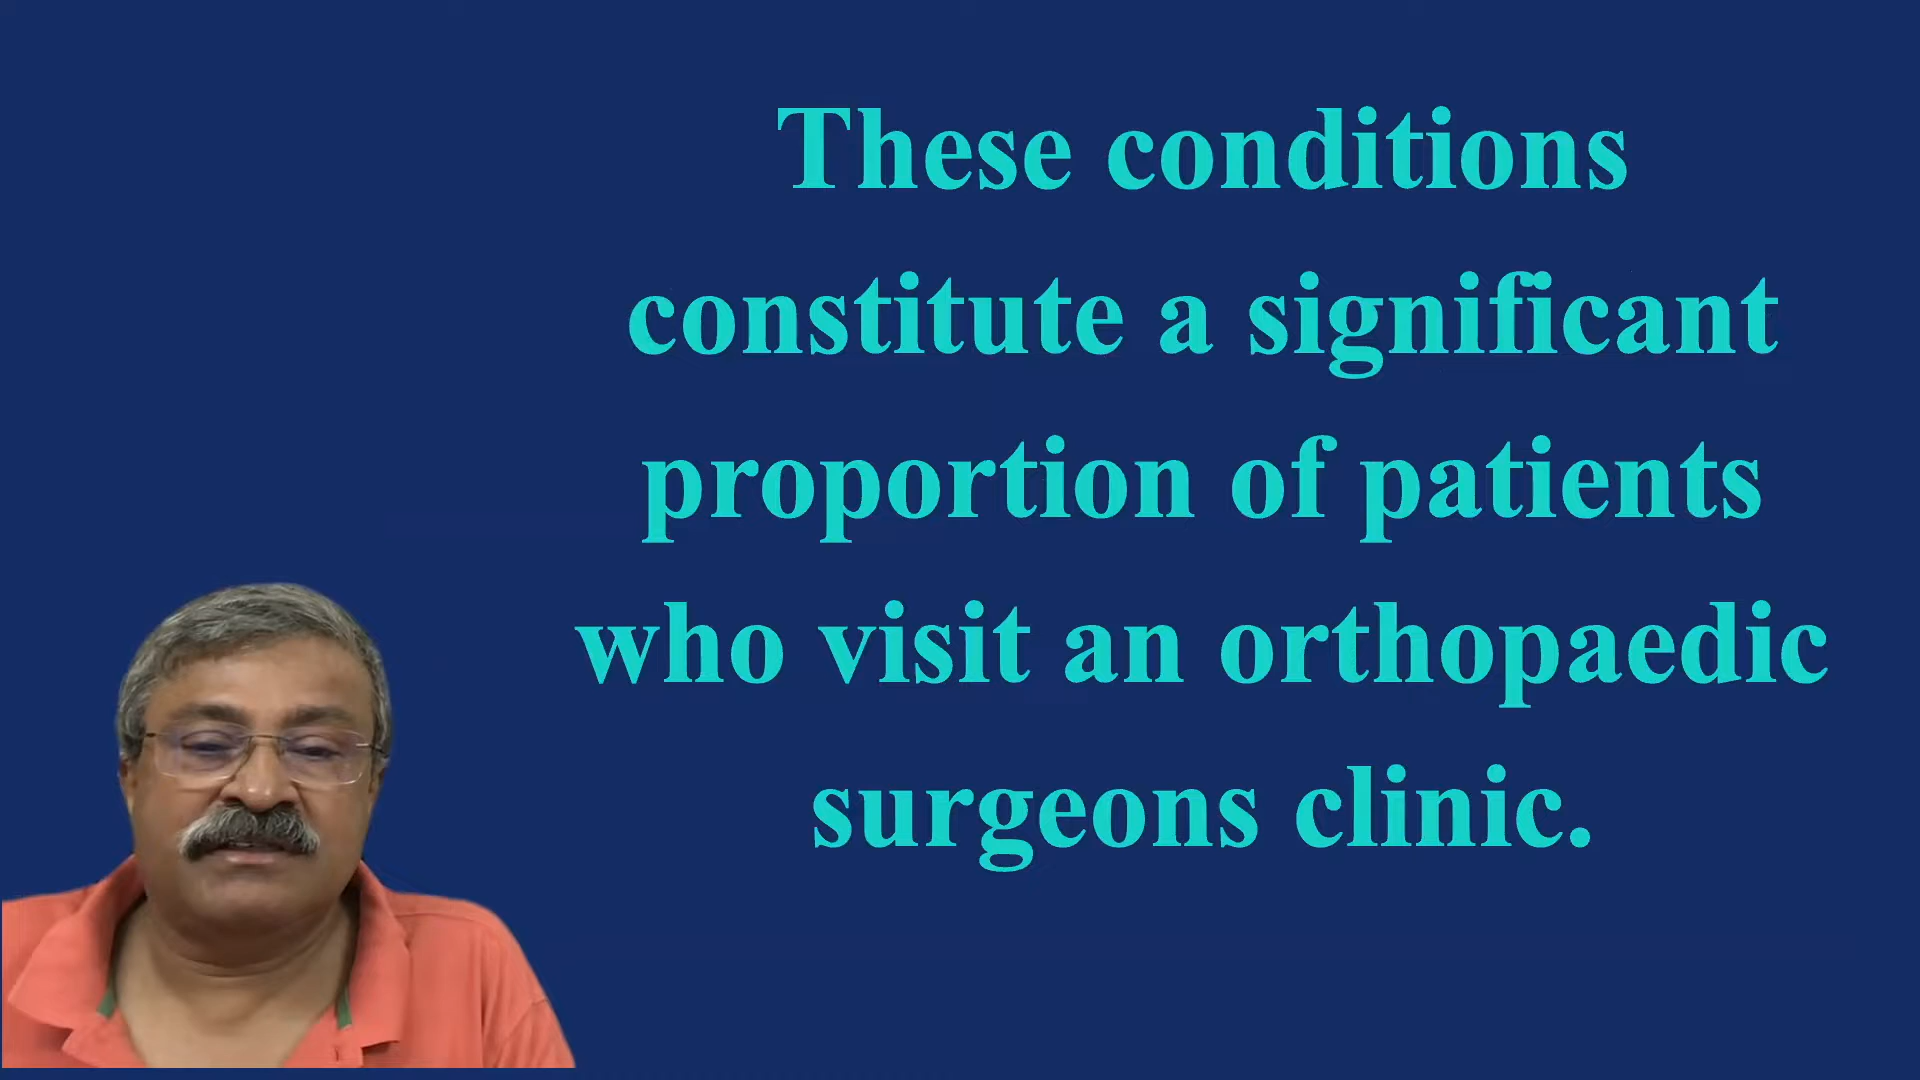 These conditions
constitute a significant
proportion of patients
who visit an orthopaedic
surgeons clinic.